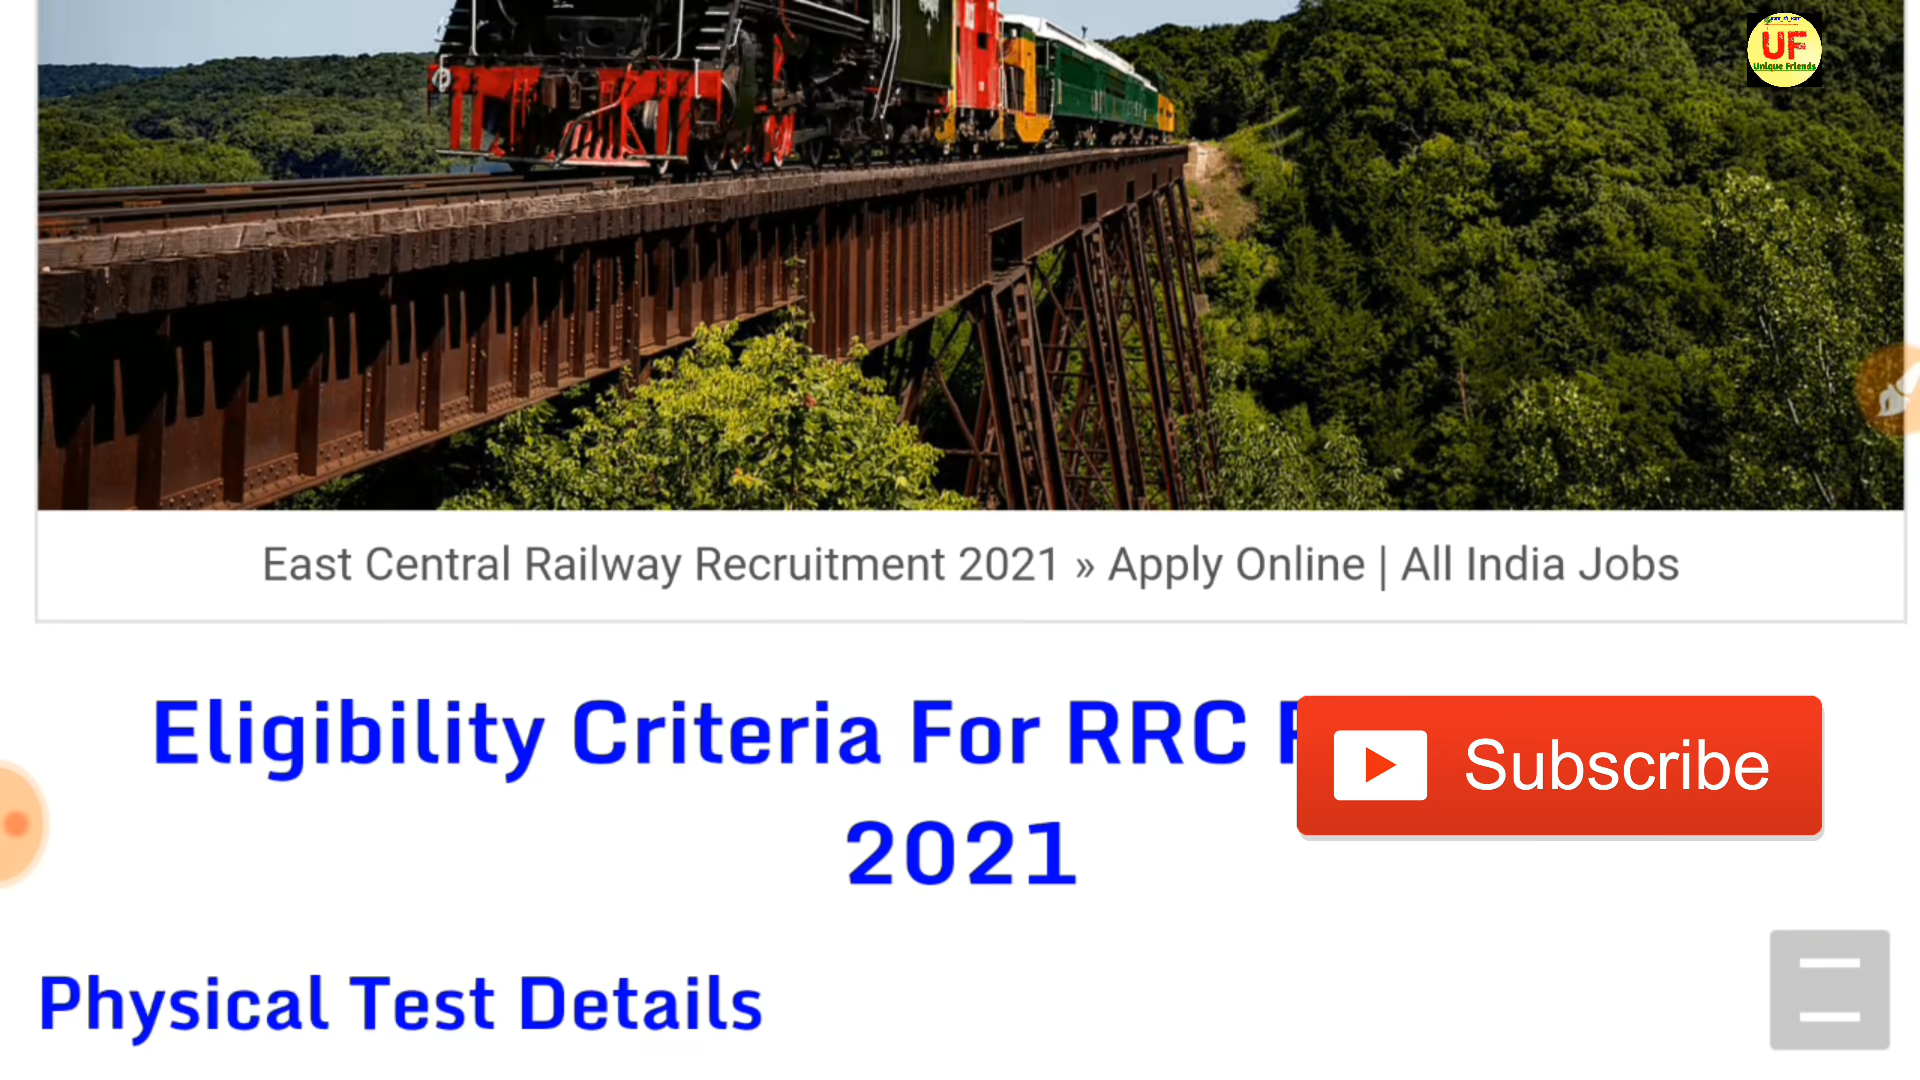 UF
Unique Friends
East Central Railway Recruitment 2021 » Apply Online | All India Jobs
Eligibility Criteria For RRC
Subscribe
2021
Physical Test Details